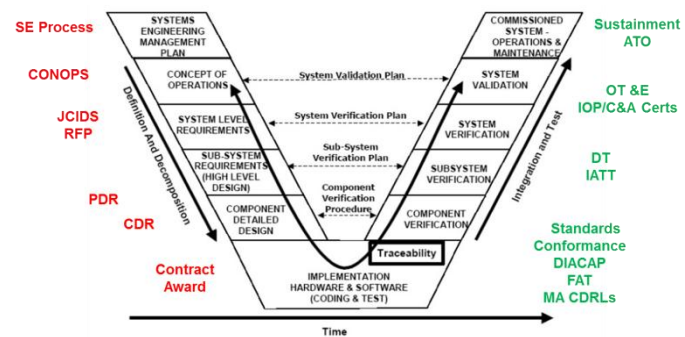 SE Process
SYSTEMS
ENGINEERING
MANAGEMENT
PLAN
COMMISSIONED
SYSTEM -
OPERATIONS &
MAINTENANCE
Sustainment
ATO
CONOPS
CONCEPT OF
OPERATIONS
System Validation Plan
SYSTEM
VALIDATION
OT &E
IOP/C&A Certs
JCIDS
RFP
SYSTEM LEVEL
REQUIREMENTS
System Verification Plan
SYSTEM
VERIFICATION
Definition And Decomposition
SUB-SYSTEM
REQUIREMENTS
(HIGH LEVEL
DESIGN)
Sub-System
Verification Plan
SUBSYSTEM
VERIFICATION
Integration and Test
DT
IATT
PDR
CDR
COMPONENT
DETAILED
DESIGN
Component
Verification
Procedure
COMPONENT
VERIFICATION
Traceability
Contract
Award
IMPLEMENTATION
HARDWARE & SOFTWARE
(CODING & TEST)
Standards
Conformance
DIACAP
FAT
MA CDRLs
Time